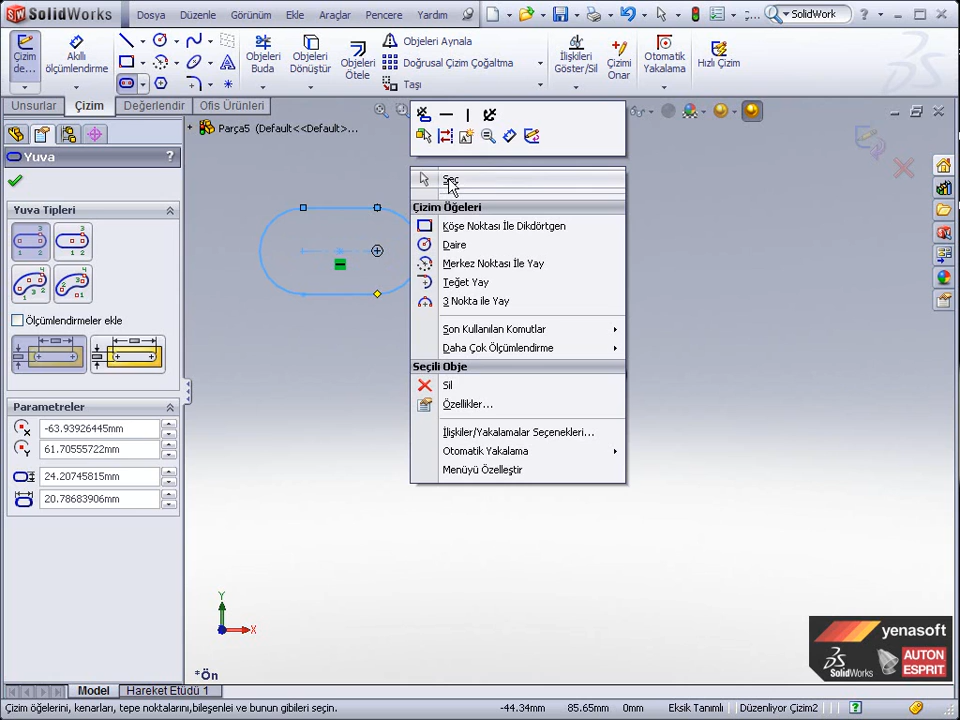 SolidWorks
Dosya Düzenle Görünüm Ekle Araçlar Pencere Yardım
SolidWork
Çizim de...
Akıllı ölçümlendirme
Objeleri Buda
Objeleri Dönüştür
Objeleri Ötele
Objeleri Aynala
Doğrusal Çizim Çoğaltma
Taşı
İlişkileri Göster/Sil
Çizimi Onar
Otomatik Yakalama
Hızlı Çizim
Unsurlar Çizim Değerlendir Ofis Ürünleri
Parça5 (Default<<Default>...
Yuva ?
Yuva Tipleri
Ölçümlendirmeler ekle
Parametreler
-63.93926445mm
61.70555722mm
24.20745815mm
20.78683906mm
Seç
Çizim Öğeleri
Köşe Noktası İle Dikdörtgen
Daire
Merkez Noktası İle Yay
Teğet Yay
3 Nokta ile Yay
Son Kullanılan Komutlar
Daha Çok Ölçümlendirme
Seçili Obje
Sil
Özellikler...
İlişkiler/Yakalamalar Seçenekleri...
Otomatik Yakalama
Menüyü Özelleştir
Y
X
*Ön
yenasoft
SolidWorks
AUTON
ESPRIT
Model Hareket Etüdü 1
Çizim öğelerini, kenarları, tepe noktalarını,bileşenleri ve bunun gibileri seçin.
-44.34mm 85.65mm 0mm Eksik Tanımlı Düzenliyor Çizim2